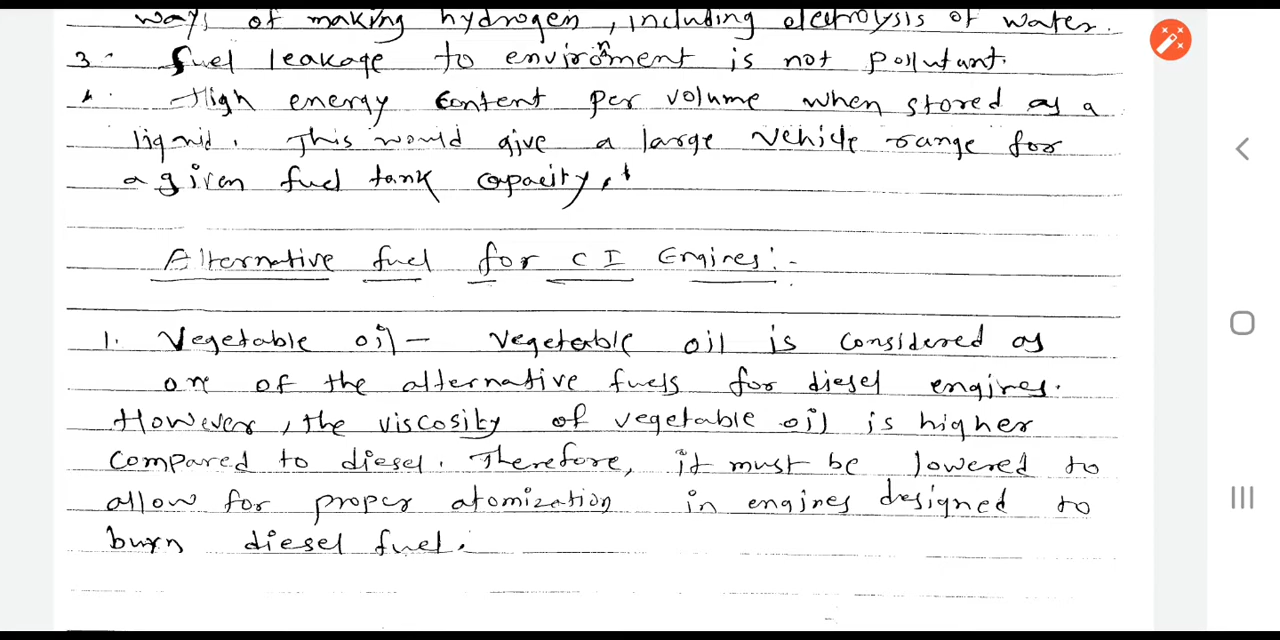 ways of making hydrogen, including electrolysis of water.
3. Fuel leakage to environment is not pollutant.
4. High energy content per volume when stored as a
liquid. This would give a large vehicle range for
a given fuel tank capacity,
Alternative fuel for CI Engines:-
1. Vegetable oil - Vegetable oil is considered as
one of the alternative fuels for diesel engines.
However, the viscosity of vegetable oil is higher
compared to diesel. Therefore, it must be lowered to
allow for proper atomization in engines designed to
burn diesel fuel.